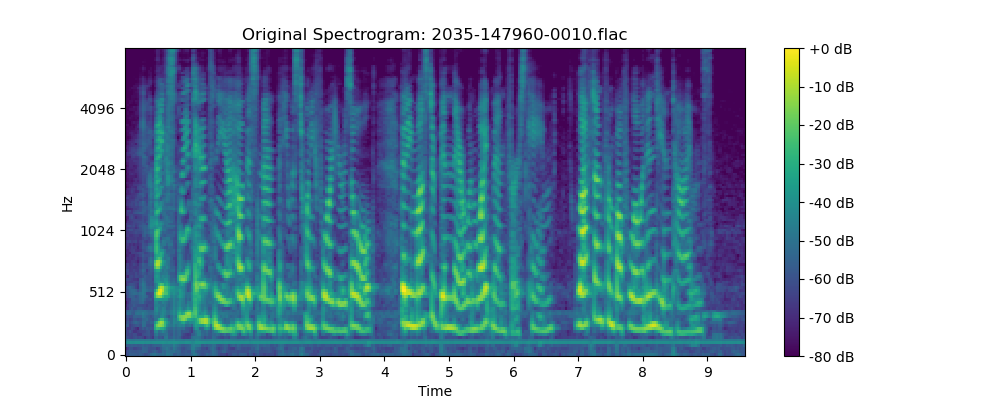 Original Spectrogram: 2035-147960-0010.flac
Hz
4096
2048
1024
512
0
0 1 2 3 4 5 6 7 8 9
Time
+0 dB
-10 dB
-20 dB
-30 dB
-40 dB
-50 dB
-60 dB
-70 dB
-80 dB